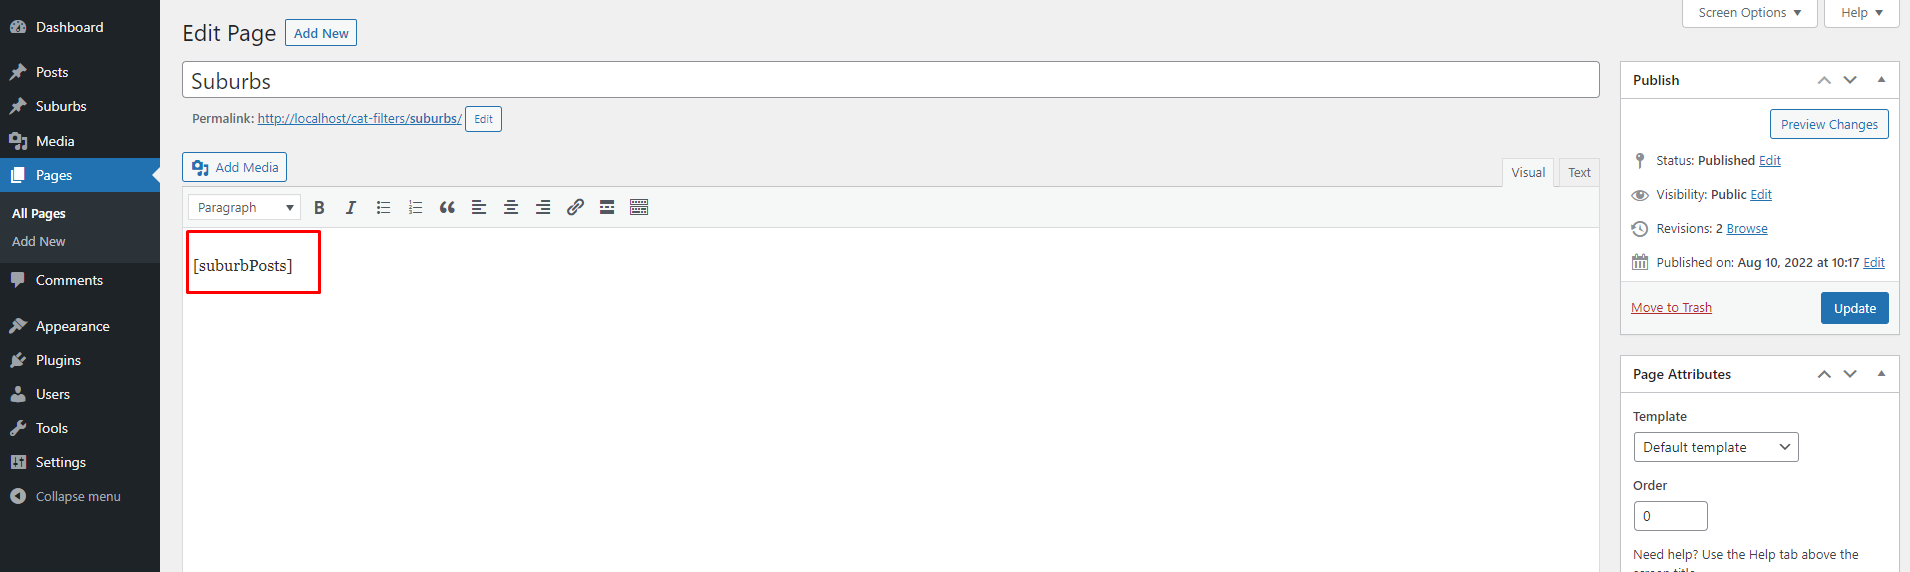 Dashboard
Posts
Suburbs
Media
Pages
All Pages
Add New
Comments
Appearance
Plugins
Users
Tools
Settings
Collapse menu
Screen Options
Help
Edit Page
Add New
Suburbs
Permalink: http://localhost/cat-filters/suburbs/ Edit
Add Media
Visual
Text
Paragraph
B
I
[suburbPosts]
Publish
Preview Changes
Status: Published Edit
Visibility: Public Edit
Revisions: 2 Browse
Published on: Aug 10, 2022 at 10:17 Edit
Move to Trash
Update
Page Attributes
Template
Default template
Order
0
Need help? Use the Help tab above the
screen title